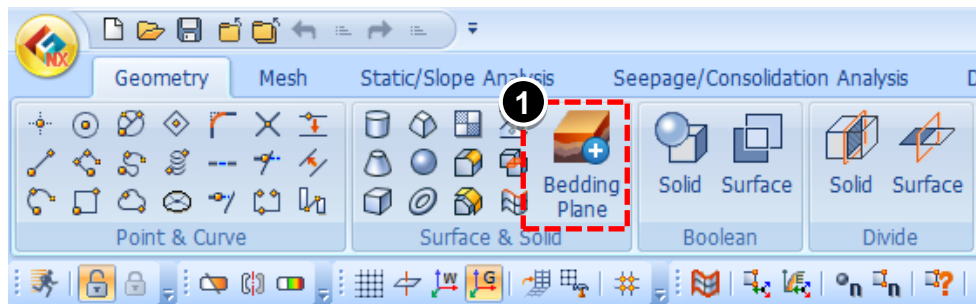 NX
Geometry Mesh Static/Slope Analysis Seepage/Consolidation Analysis
1
Bedding
Plane
Solid Surface Solid Surface
Point & Curve Surface & Solid Boolean Divide
W G n n ?